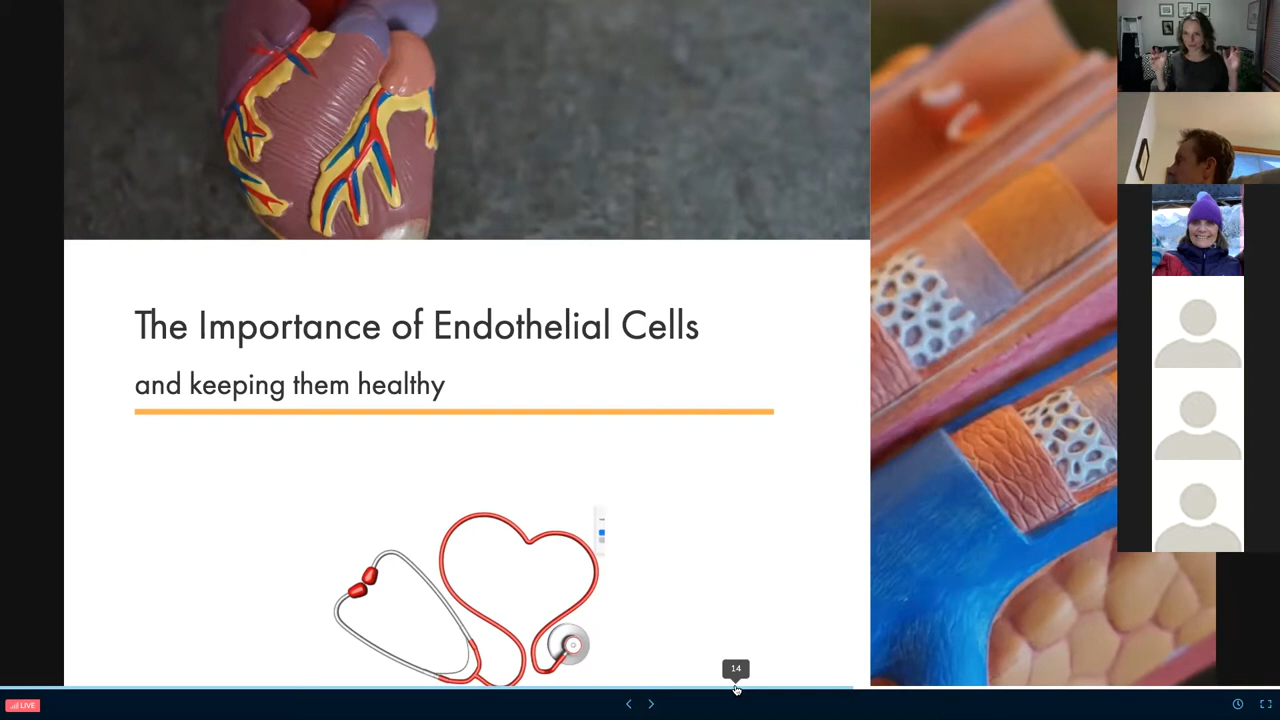 The Importance of Endothelial Cells
and keeping them healthy
14
LIVE